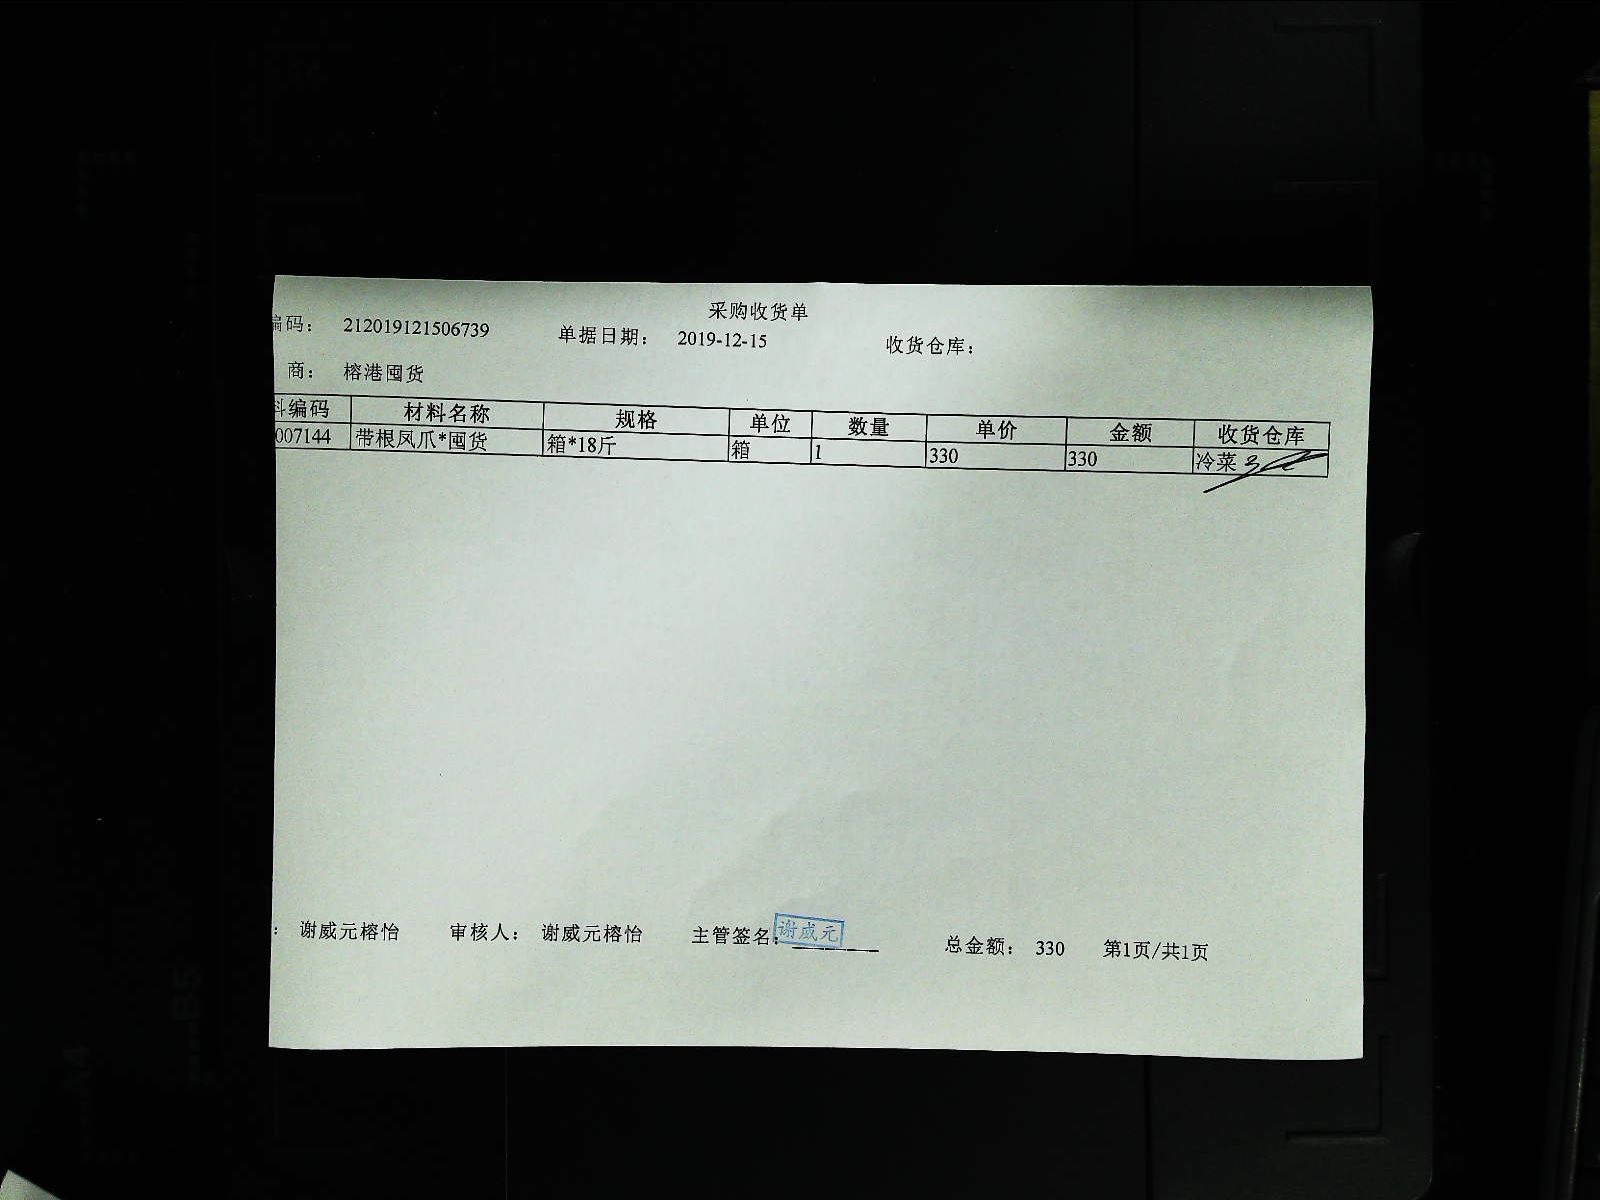 采购收货单
编码: 212019121506739 单据日期: 2019-12-15 收货仓库:
商: 榕港囤货
料编码 材料名称 规格 单位 数量 单价 金额 收货仓库
007144 带根凤爪*囤货 箱*18斤 箱 1 330 330 冷菜
: 谢威元榕怡 审核人: 谢威元榕怡 主管签名: 谢威元 总金额: 330 第1页/共1页